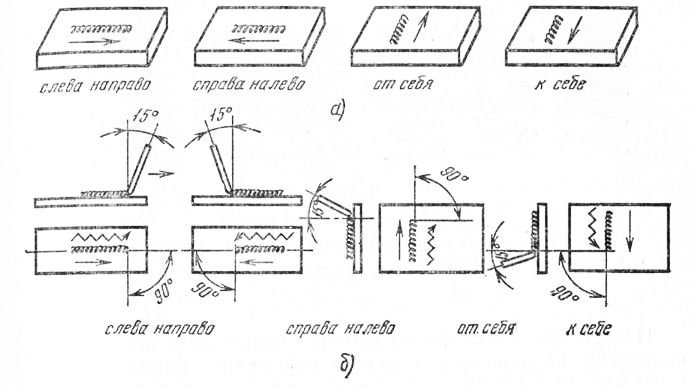 слева направо справа налево от себя к себе
а)
15° 15°
15° 90° 15°
90° 90° 90°
слева направо справа налево от себя к себе
б)